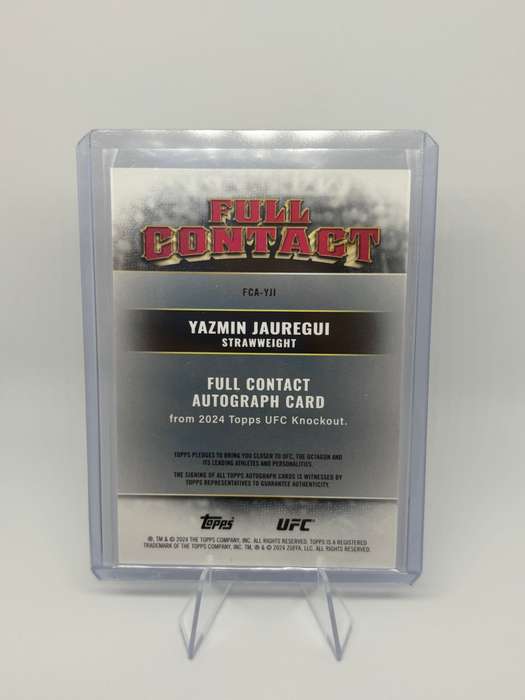 FULL
CONTACT
FCA-YJI
YAZMIN JAUREGUI
STRAWWEIGHT
FULL CONTACT
AUTOGRAPH CARD
from 2024 Topps UFC Knockout.
TOPPS PLEDGES TO BRING YOU CLOSER TO UFC, THE OCTAGON AND
ITS LEADING ATHLETES AND PERSONALITIES.
THE SIGNING OF ALL TOPPS AUTOGRAPH CARDS IS WITNESSED BY
TOPPS REPRESENTATIVES TO GUARANTEE AUTHENTICITY.
Topps UFC
®, TM & © 2024 THE TOPPS COMPANY, INC. ALL RIGHTS RESERVED. TOPPS IS A REGISTERED
TRADEMARK OF THE TOPPS COMPANY, INC. TM, ® & © 2024 ZUFFA, LLC. ALL RIGHTS RESERVED.